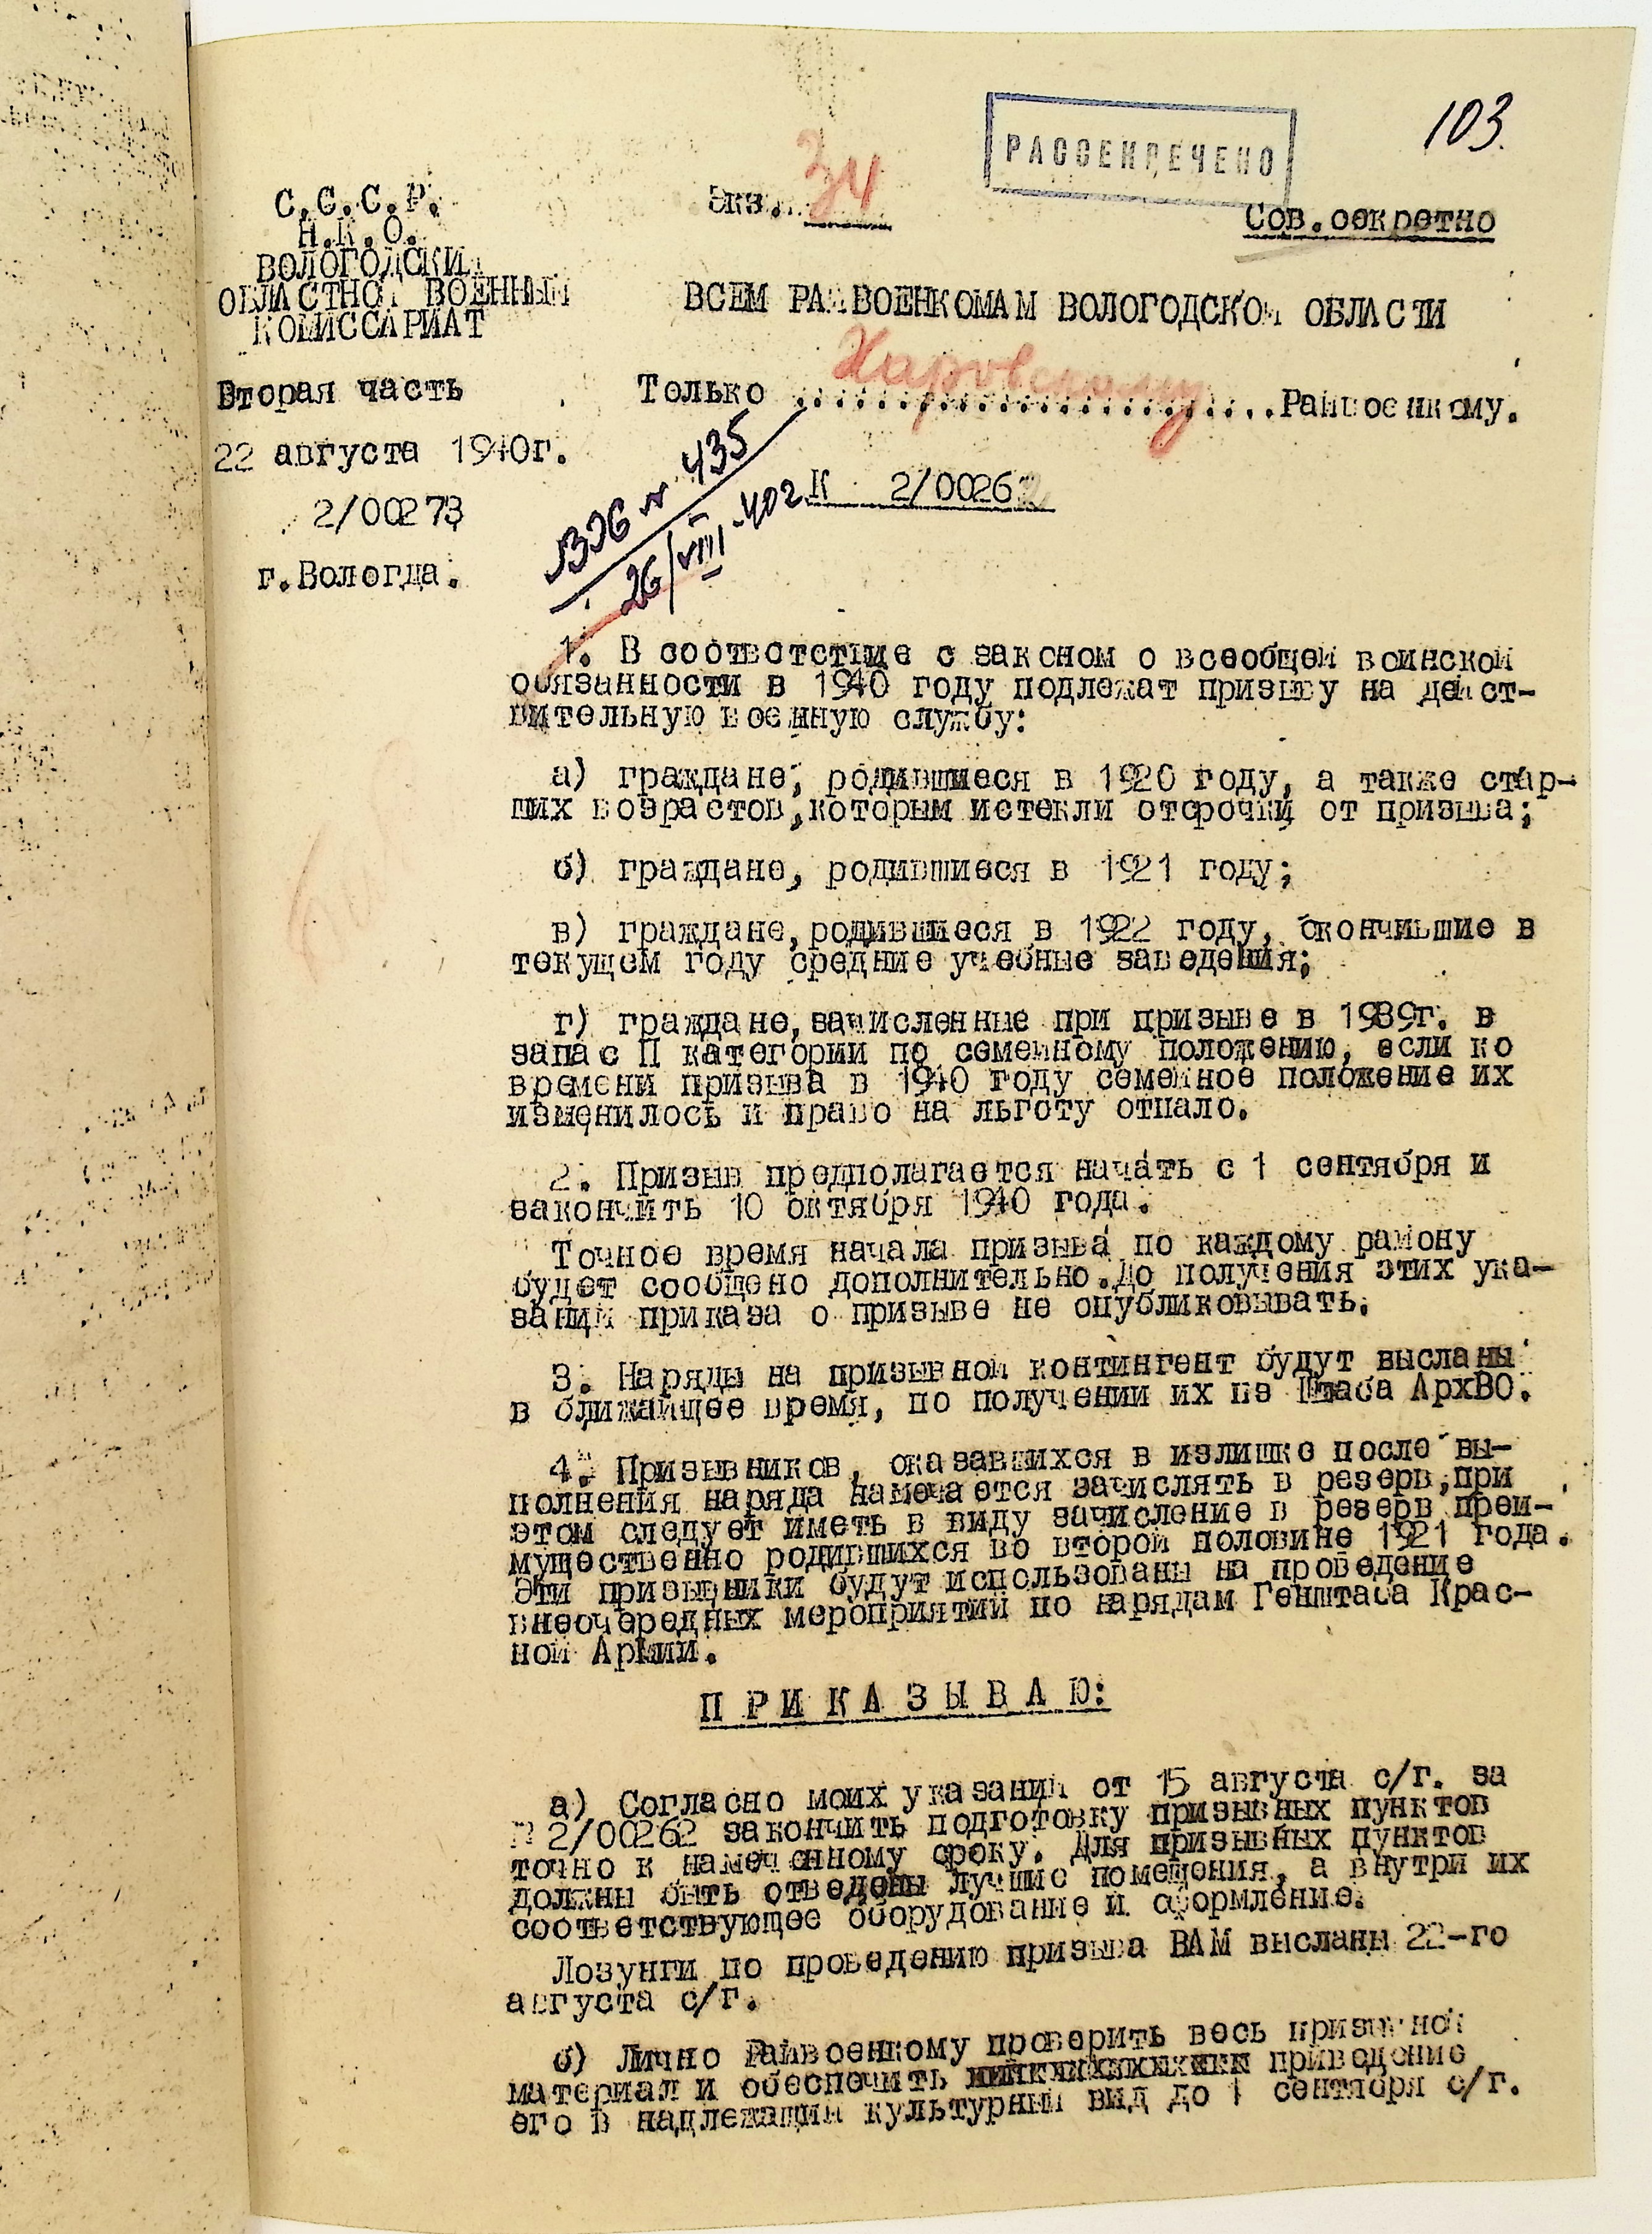 103.
РАССЕКРЕЧЕНО
Экз. 34
Сов.секретно
С.С.С.Р.
Н.К.О.
ВОЛОГОДСКИЙ
ОБЛАСТНОЙ ВОЕННЫЙ
КОМИССАРИАТ
ВСЕМ РАЙВОЕНКОМАМ ВОЛОГОДСКОЙ ОБЛАСТИ
Вторая часть
Только Харовскому Райвоенкому.
22 августа 1940г.
2/00273
г.Вологда.
К 2/00262
435
26/VIII-40г
1. В соответствие с законом о всеобщей воинской
обязанности в 1940 году подлежат призыву на дейст-
вительную военную службу:
а) граждане, родившиеся в 1920 году, а также стар-
ших возрастов,которым истекли отсрочки от призыва;
б) граждане, родившиеся в 1921 году;
в) граждане,родившиеся в 1922 году, окончившие в
текущем году средние учебные заведения;
г) граждане,зачисленные при призыве в 1939г. в
запас II категории по семейному положению, если ко
времени призыва в 1940 году семейное положение их
изменилось и право на льготу отпало.
2. Призыв предполагается начать с 1 сентября и
закончить 10 октября 1940 года.
Точное время начала призыва по каждому району
будет сообщено дополнительно.До получения этих ука-
заний приказа о призыве не опубликовывать.
3. Наряды на призывной контингент будут высланы
в ближайщее время, по получении их из Штаба АрхВО.
4. Призывников, оказавшихся в излишке после вы-
полнения наряда намечается зачислять в резерв,при
этом следует иметь в виду зачисление в резерв преи-
мущественно родившихся во второй половине 1921 года.
Эти призывники будут использованы на проведение
внеочередных мероприятий по нарядам Генштаба Крас-
ной Армии.
П Р И К А З Ы В А Ю:
а) Согласно моих указаний от 15 августа с/г. за
№ 2/00262 закончить подготовку призывных пунктов
точно к намеченному сроку. Для призывных пунктов
должны быть отведены лучшие помещения, а внутри их
соответствующее оборудование и оформление.
Лозунги по проведению призыва ВАМ высланы 22-го
августа с/г.
б) Лично Райвоенкому проверить весь призывной
материал и обеспечить приведение
его в надлежащий культурный вид до 1 сентября с/г.